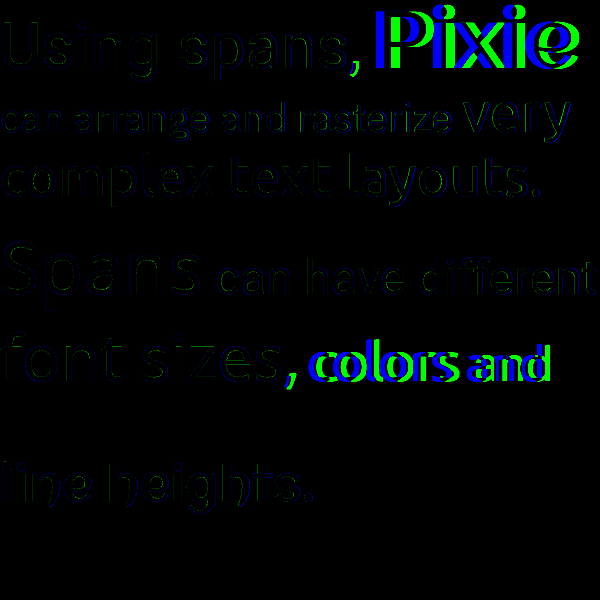 Using spans, Pixie
can arrange and rasterize very
complex text layouts.
Spans can have different
font sizes, colors and
line heights.